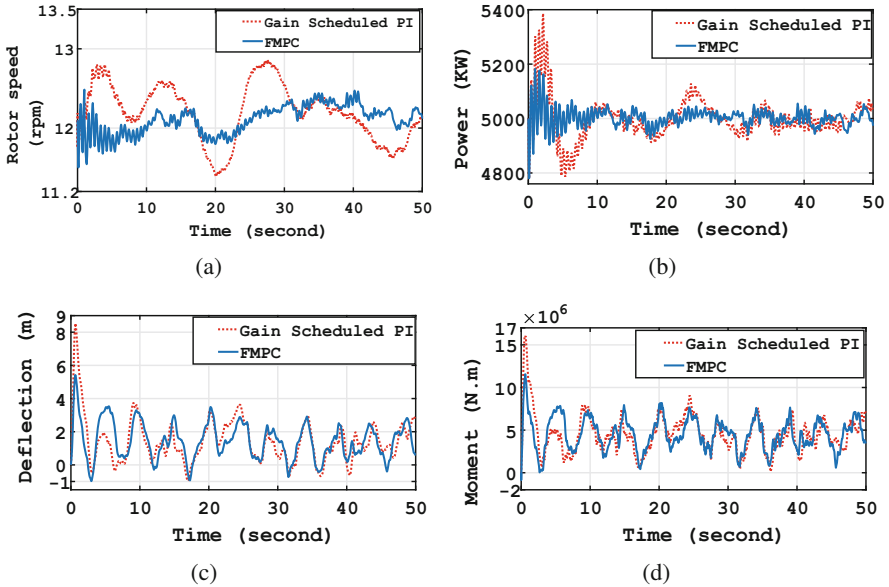 13.5
13
12
11.2
Rotor speed
(rpm)
Gain Scheduled PI
FMPC
0 10 20 30 40 50
Time (second)
(a)
5400
5200
5000
4800
Power (KW)
Gain Scheduled PI
FMPC
0 10 20 30 40 50
Time (second)
(b)
9
8
6
4
2
0
-1
Deflection (m)
Gain Scheduled PI
FMPC
0 10 20 30 40 50
Time (second)
(c)
×10⁶
17
15
10
5
0
-2
Moment (N.m)
Gain Scheduled PI
FMPC
0 10 20 30 40 50
Time (second)
(d)